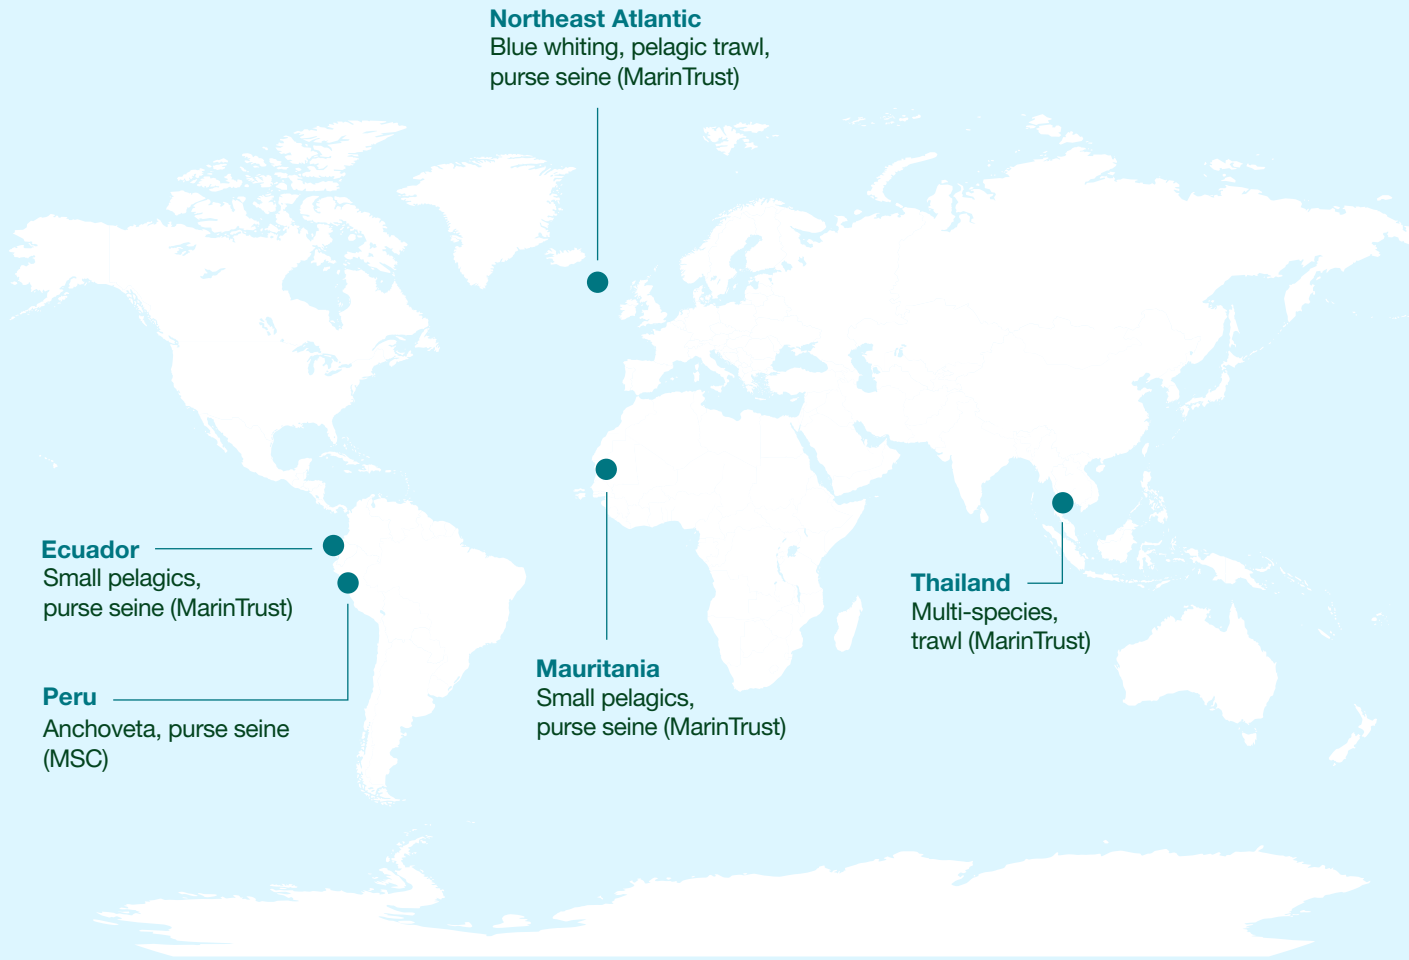 Northeast Atlantic
Blue whiting, pelagic trawl,
purse seine (MarinTrust)
Ecuador
Small pelagics,
purse seine (MarinTrust)
Peru
Anchoveta, purse seine
(MSC)
Mauritania
Small pelagics,
purse seine (MarinTrust)
Thailand
Multi-species,
trawl (MarinTrust)